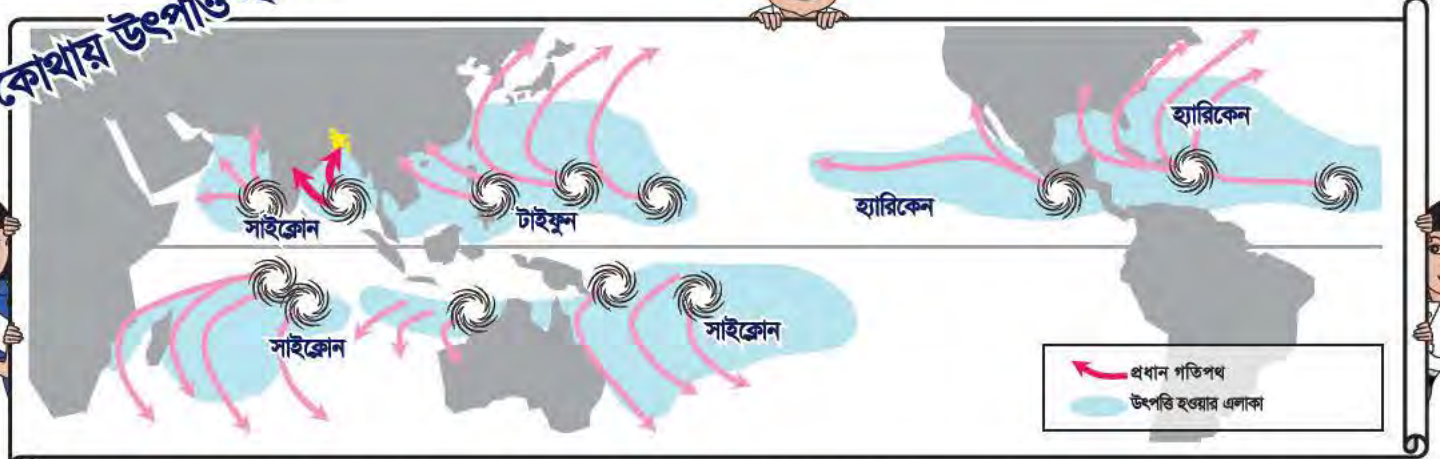 কোথায় উৎপত্তি
হ্যারিকেন
সাইক্লোন
টাইফুন
হ্যারিকেন
সাইক্লোন
সাইক্লোন
প্রধান গতিপথ
উৎপত্তি হওয়ার এলাকা